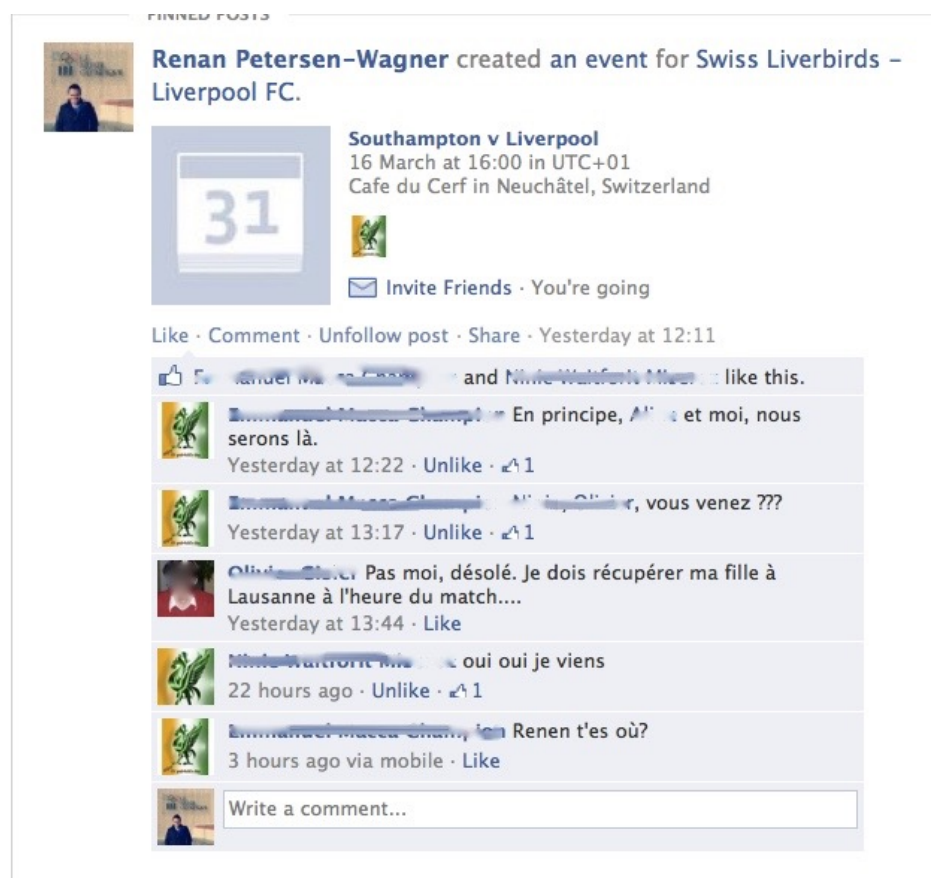 PINNED POSTS
Renan Petersen-Wagner created an event for Swiss Liverbirds –
Liverpool FC.
31
Southampton v Liverpool
16 March at 16:00 in UTC+01
Cafe du Cerf in Neuchâtel, Switzerland
Invite Friends · You're going
Like · Comment · Unfollow post · Share · Yesterday at 12:11
and like this.
En principe, et moi, nous
serons là.
Yesterday at 12:22 · Unlike · 1
, vous venez ???
Yesterday at 13:17 · Unlike · 1
Pas moi, désolé. Je dois récupérer ma fille à
Lausanne à l'heure du match....
Yesterday at 13:44 · Like
oui oui je viens
22 hours ago · Unlike · 1
Renen t'es où?
3 hours ago via mobile · Like
Write a comment...